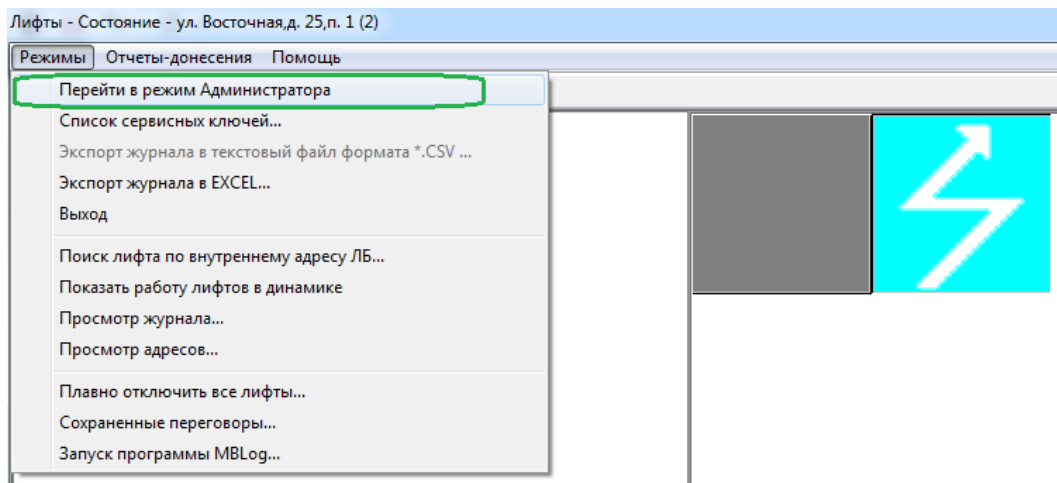 Лифты - Состояние - ул. Восточная,д. 25,п. 1 (2)
Режимы Отчеты-донесения Помощь
Перейти в режим Администратора
Список сервисных ключей...
Экспорт журнала в текстовый файл формата *.CSV ...
Экспорт журнала в EXCEL...
Выход
Поиск лифта по внутреннему адресу ЛБ...
Показать работу лифтов в динамике
Просмотр журнала...
Просмотр адресов...
Плавно отключить все лифты...
Сохраненные переговоры...
Запуск программы MBLog...